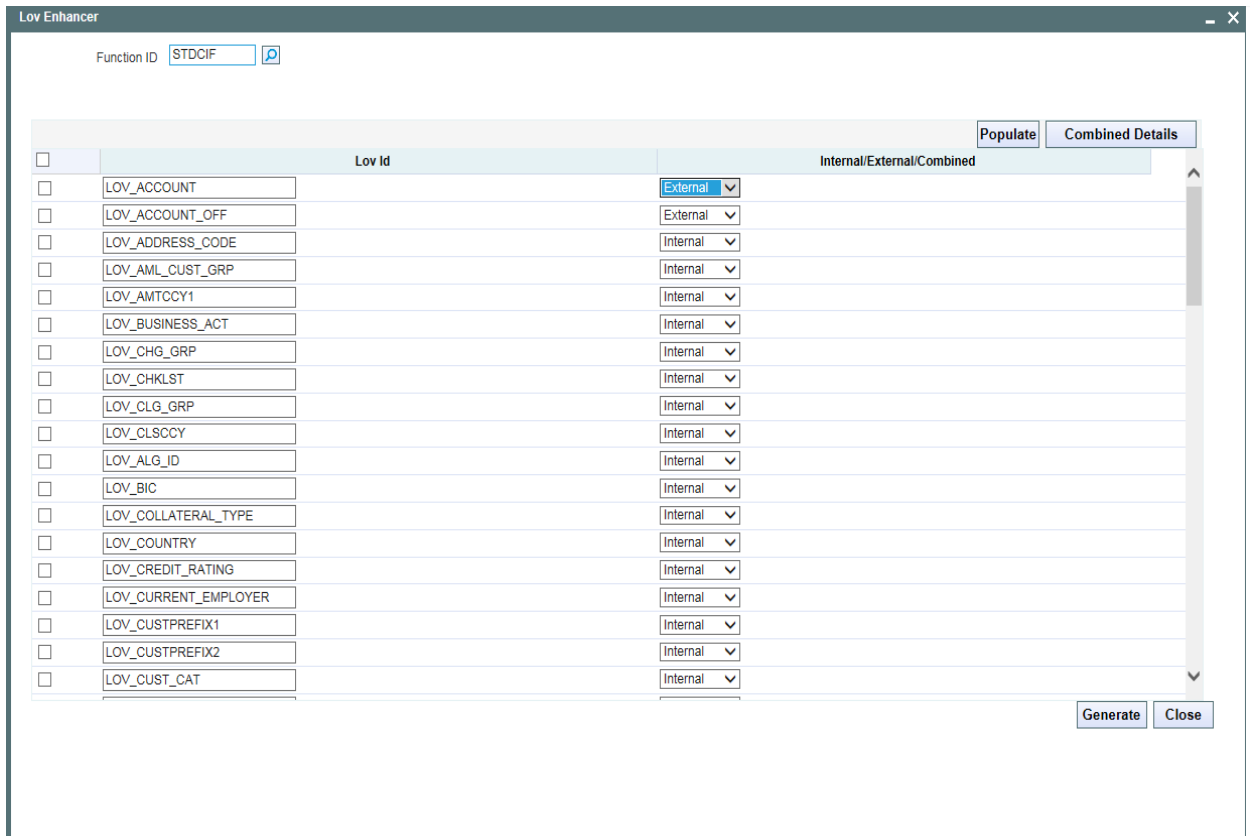 Lov Enhancer
Function ID STDCIF
Populate Combined Details
Lov Id Internal/External/Combined
LOV_ACCOUNT External
LOV_ACCOUNT_OFF External
LOV_ADDRESS_CODE Internal
LOV_AML_CUST_GRP Internal
LOV_AMTCCY1 Internal
LOV_BUSINESS_ACT Internal
LOV_CHG_GRP Internal
LOV_CHKLST Internal
LOV_CLG_GRP Internal
LOV_CLSCCY Internal
LOV_ALG_ID Internal
LOV_BIC Internal
LOV_COLLATERAL_TYPE Internal
LOV_COUNTRY Internal
LOV_CREDIT_RATING Internal
LOV_CURRENT_EMPLOYER Internal
LOV_CUSTPREFIX1 Internal
LOV_CUSTPREFIX2 Internal
LOV_CUST_CAT Internal
Generate Close